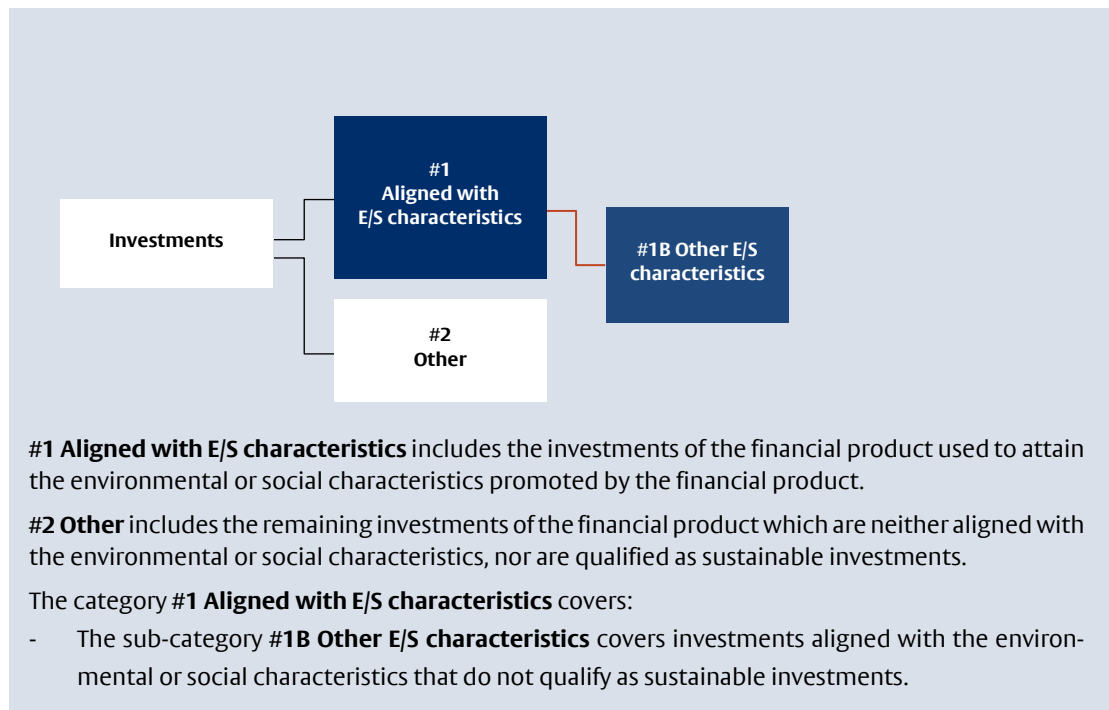 #1
Aligned with
E/S characteristics
Investments
#1B Other E/S
characteristics
#2
Other
#1 Aligned with E/S characteristics includes the investments of the financial product used to attain
the environmental or social characteristics promoted by the financial product.
#2 Other includes the remaining investments of the financial product which are neither aligned with
the environmental or social characteristics, nor are qualified as sustainable investments.
The category #1 Aligned with E/S characteristics covers:
- The sub-category #1B Other E/S characteristics covers investments aligned with the environ-
mental or social characteristics that do not qualify as sustainable investments.